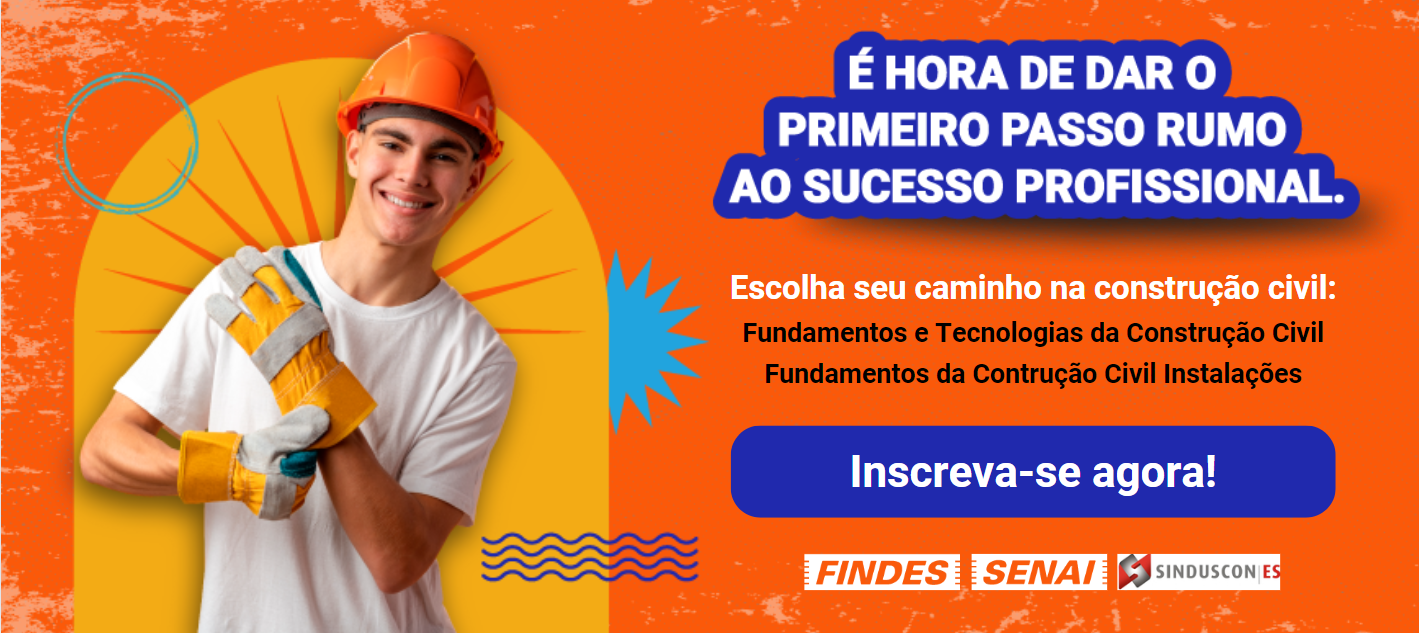 É HORA DE DAR O
PRIMEIRO PASSO RUMO
AO SUCESSO PROFISSIONAL.
Escolha seu caminho na construção civil:
Fundamentos e Tecnologias da Construção Civil
Fundamentos da Contrução Civil Instalações
Inscreva-se agora!
FINDES SENAI SINDUSCON|ES